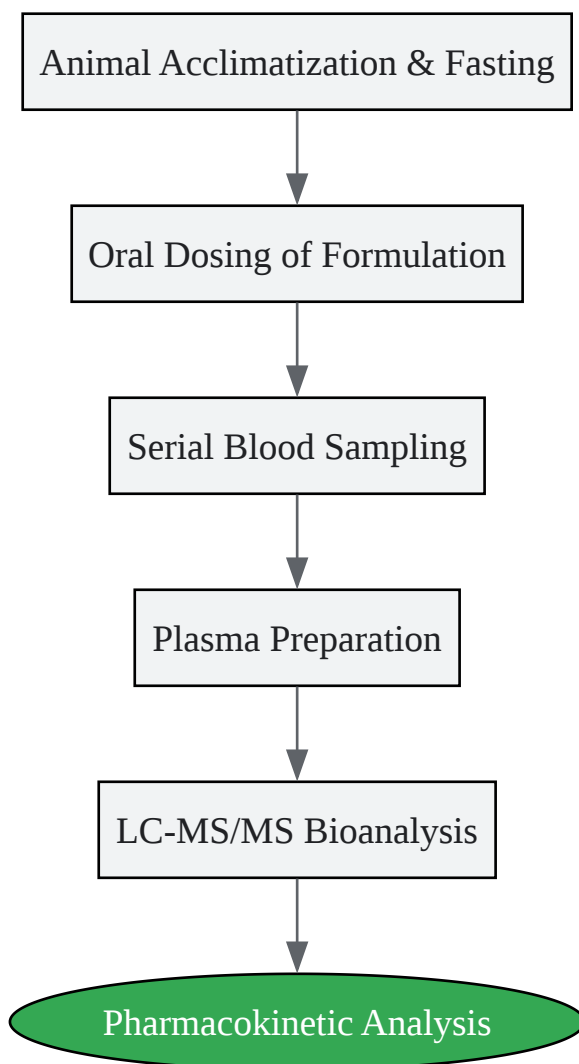 Animal Acclimatization & Fasting
Oral Dosing of Formulation
Serial Blood Sampling
Plasma Preparation
LC-MS/MS Bioanalysis
Pharmacokinetic Analysis